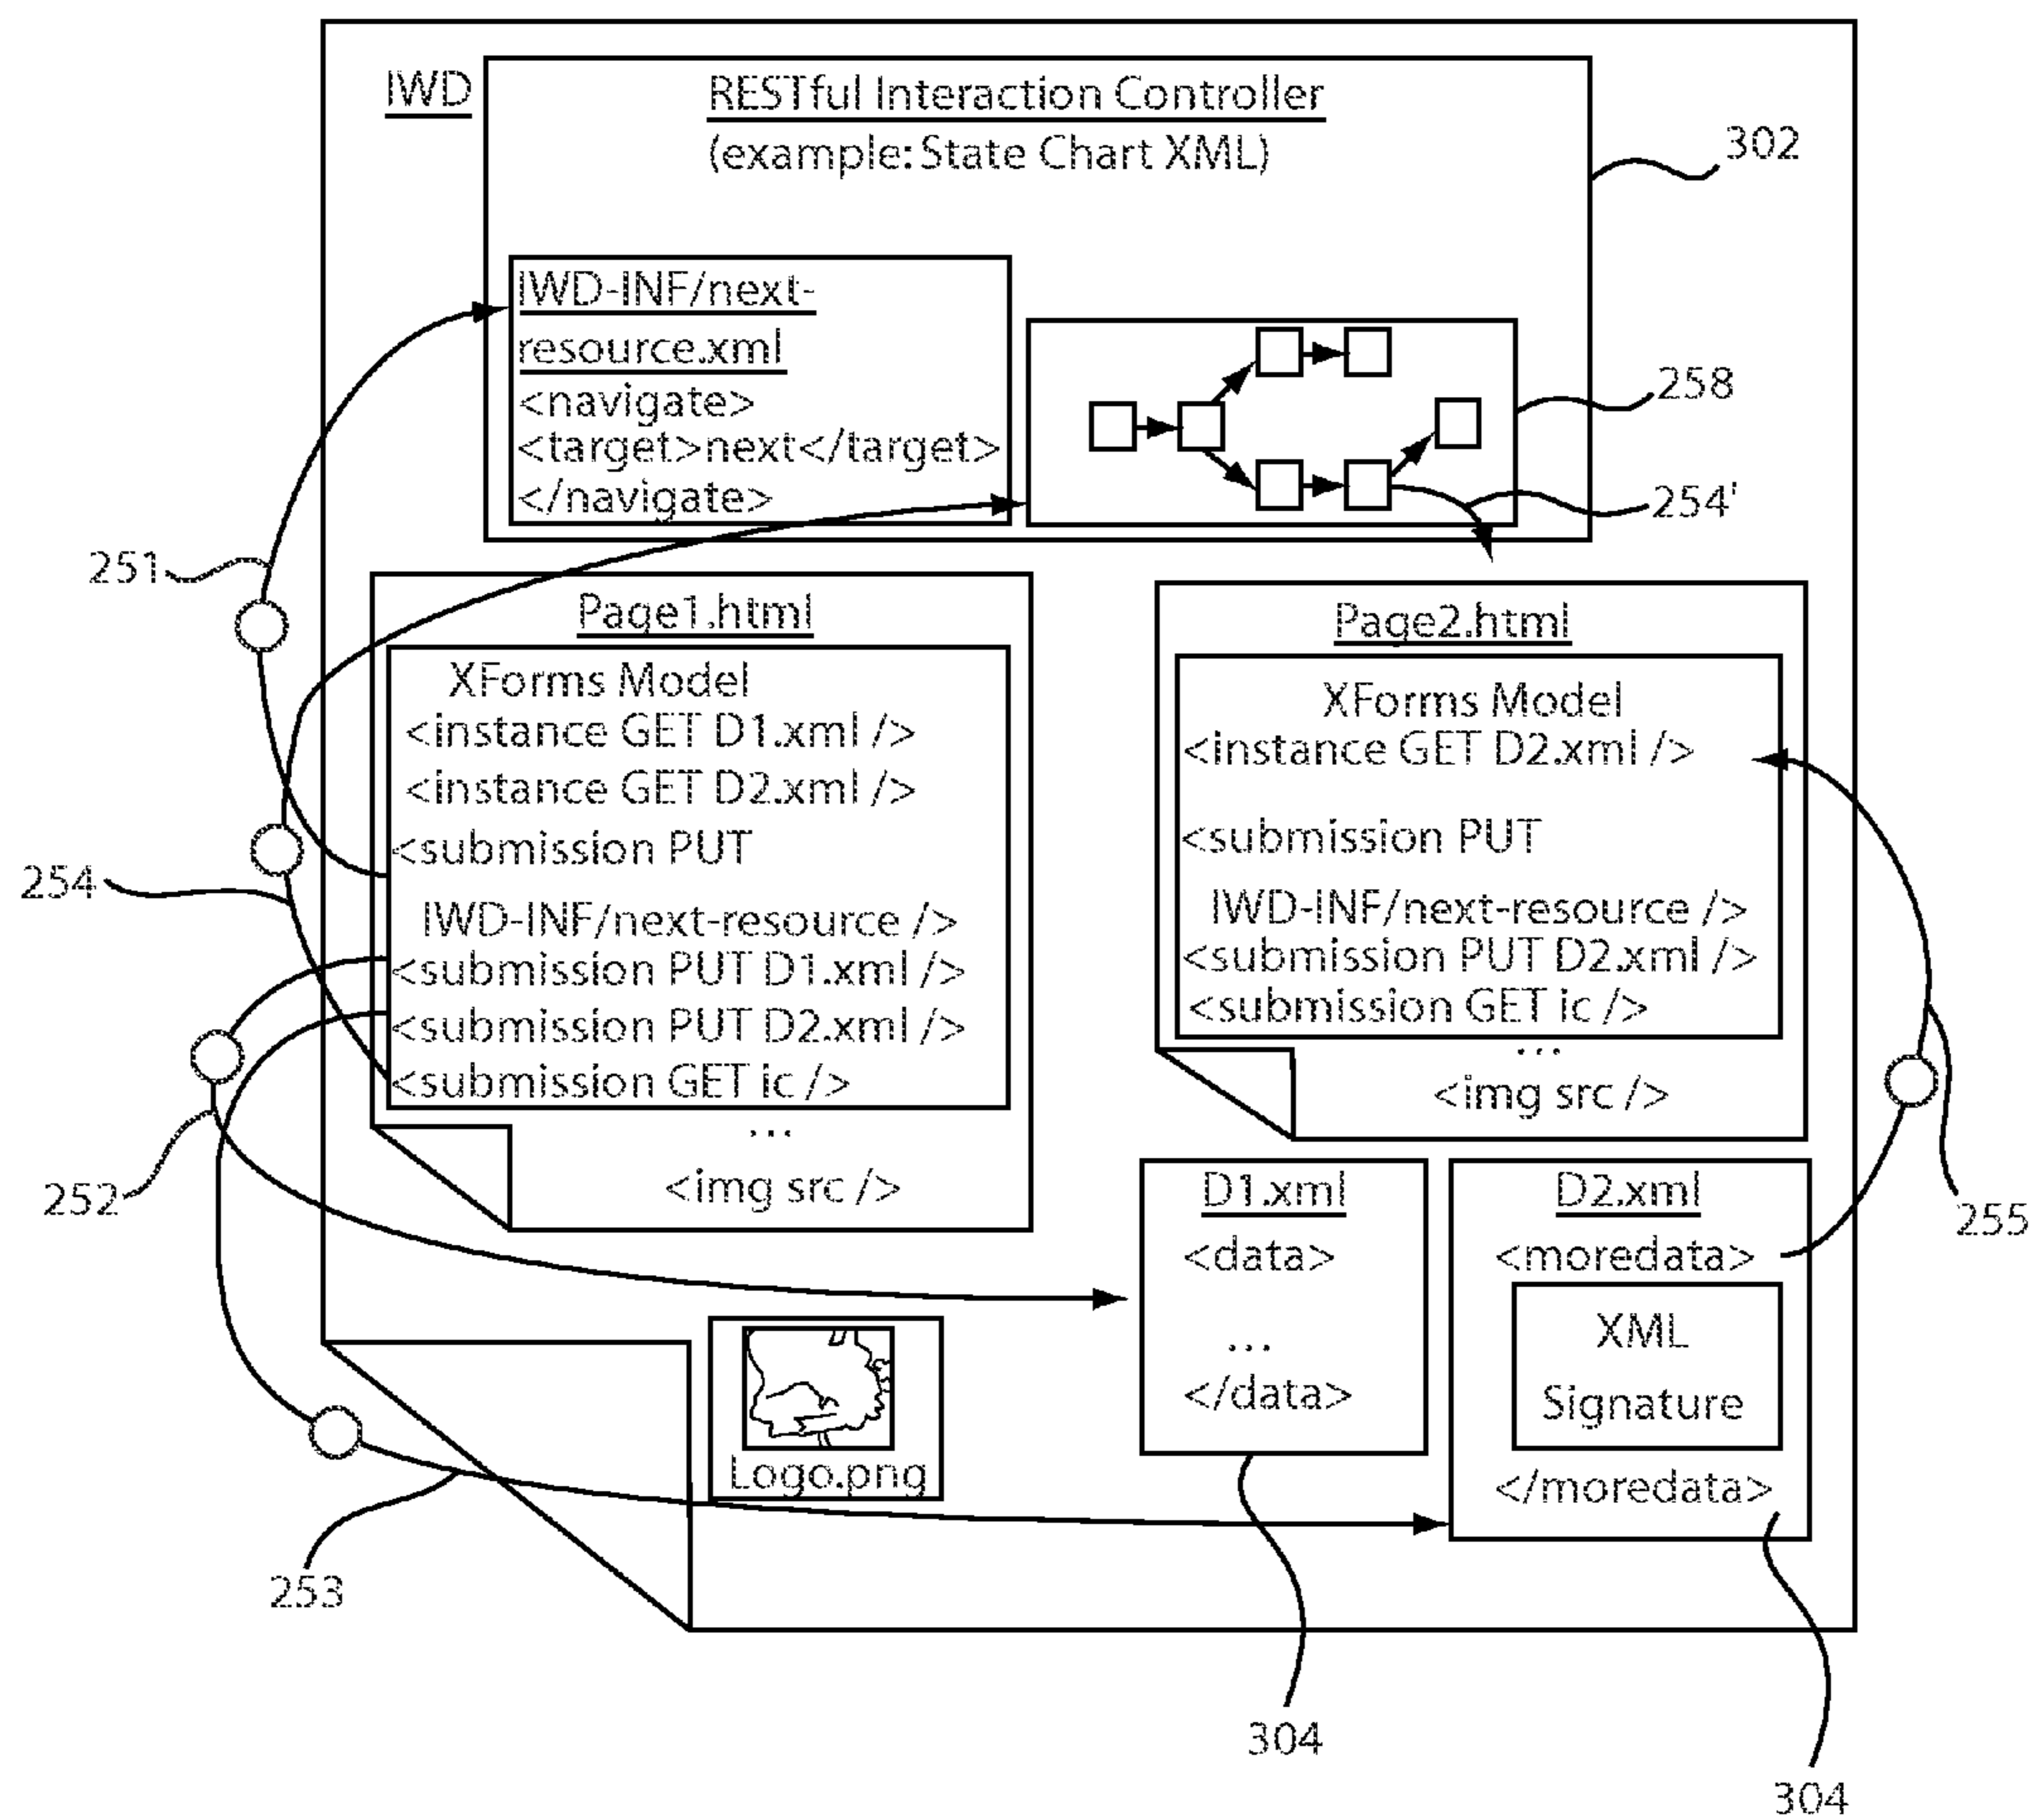 IWD
RESTful Interaction Controller
(example: State Chart XML)
302
IWD-INF/next-
resource.xml
<navigate>
<target>next</target>
</navigate>
258
254'
251
Page1.html
XForms Model
<instance GET D1.xml />
<instance GET D2.xml />
<submission PUT
IWD-INF/next-resource />
<submission PUT D1.xml />
<submission PUT D2.xml />
<submission GET ic />
...
<img src />
254
252
Page2.html
XForms Model
<instance GET D2.xml />
<submission PUT
IWD-INF/next-resource />
<submission PUT D2.xml />
<submission GET ic />
...
<img src />
255
D1.xml
<data>
...
</data>
D2.xml
<moredata>
XML
Signature
</moredata>
Logo.png
253
304
304